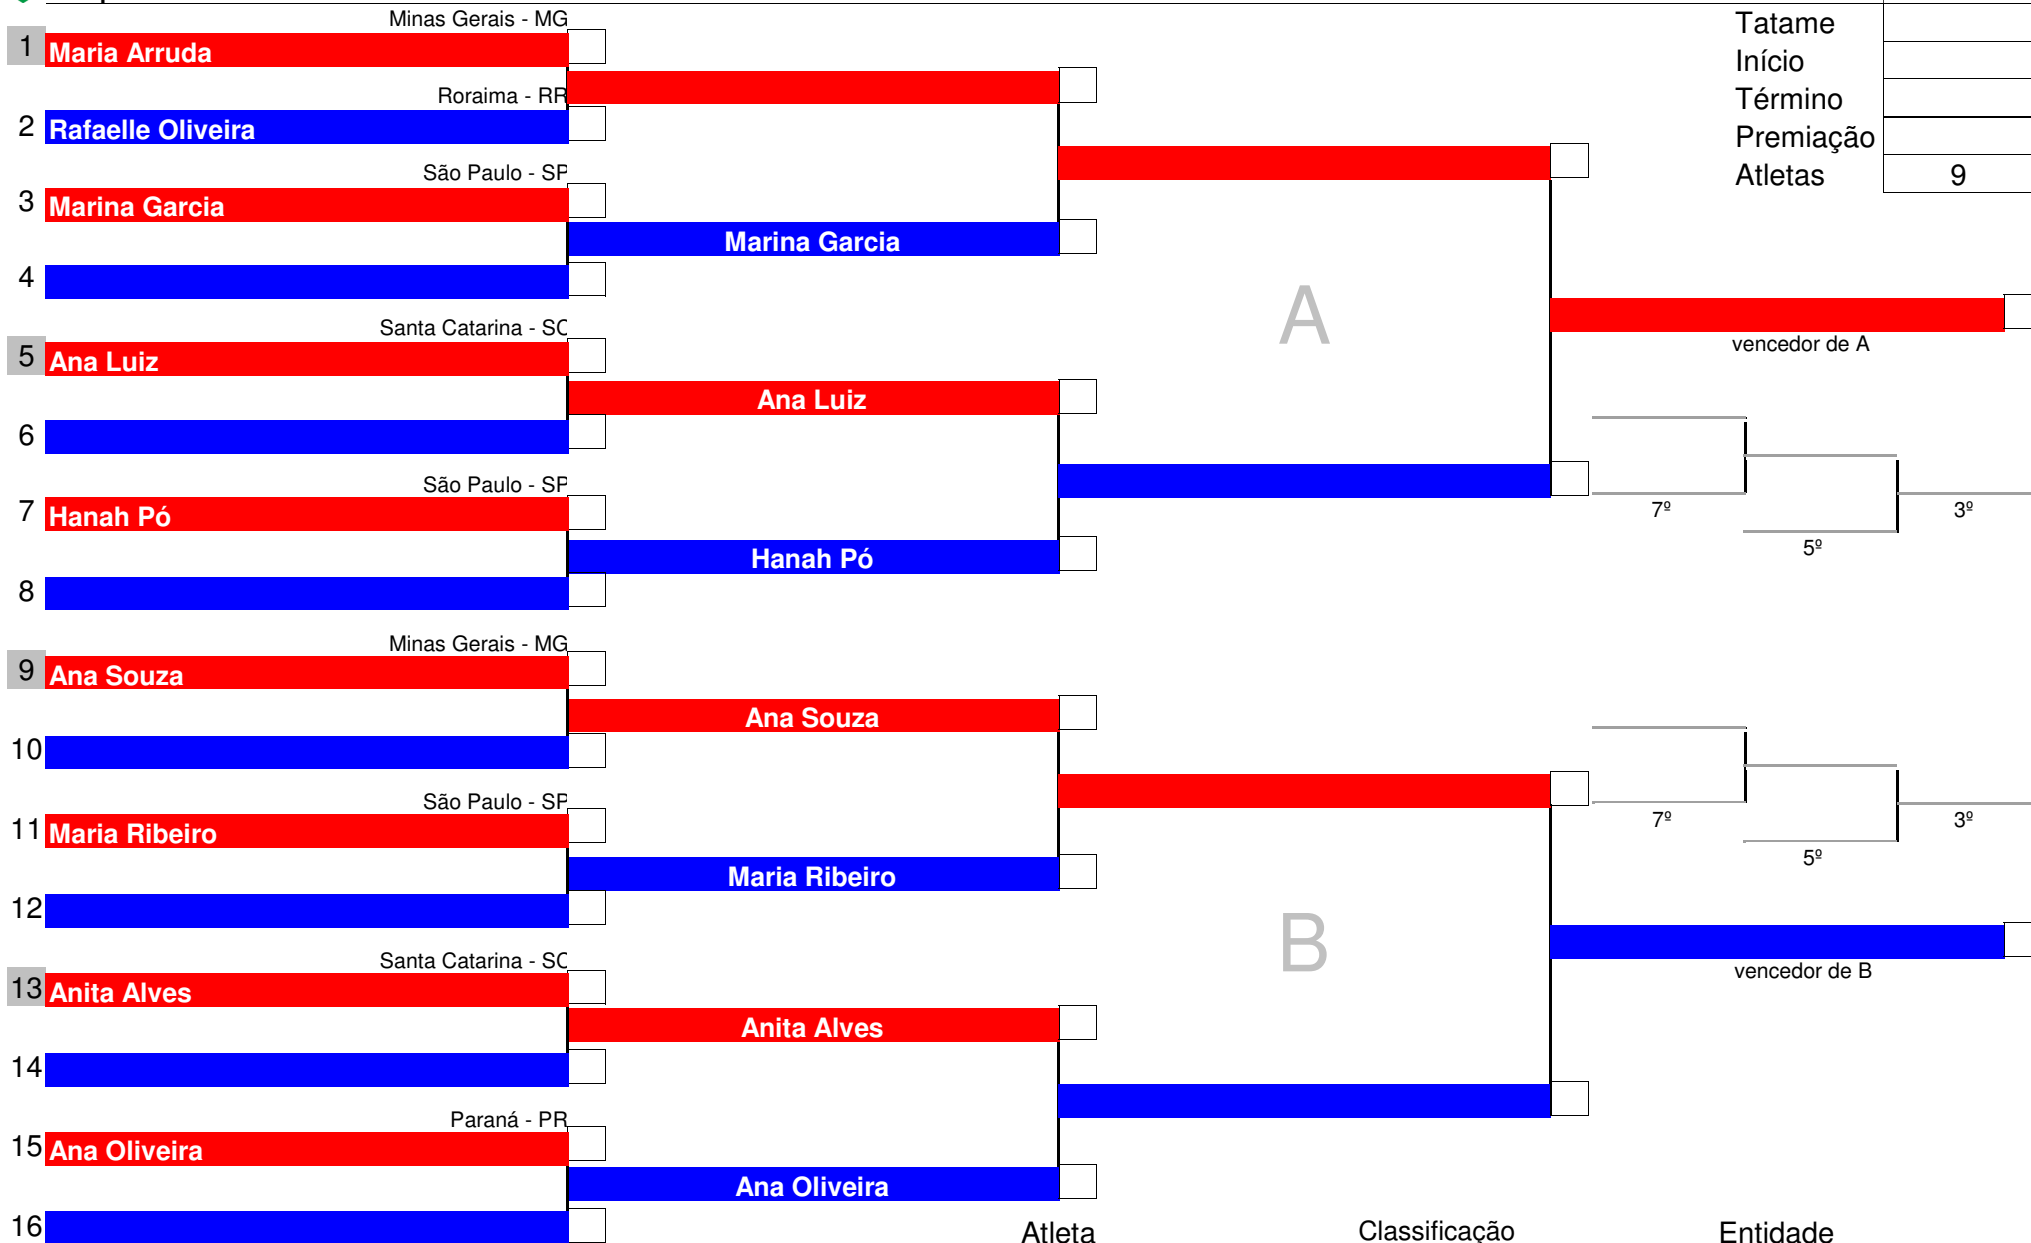 Minas Gerais - MG
1 Maria Arruda
Roraima - RR
2 Rafaelle Oliveira
São Paulo - SP
3 Marina Garcia
Marina Garcia
4
Santa Catarina - SC
5 Ana Luiz
Ana Luiz
6
São Paulo - SP
7 Hanah Pó
Hanah Pó
8
Minas Gerais - MG
9 Ana Souza
Ana Souza
10
São Paulo - SP
11 Maria Ribeiro
Maria Ribeiro
12
Santa Catarina - SC
13 Anita Alves
Anita Alves
14
Paraná - PR
15 Ana Oliveira
Ana Oliveira
16
A
B
Tatame
Início
Término
Premiação
Atletas 9
vencedor de A
7º
5º
3º
7º
5º
3º
vencedor de B
Atleta Classificação Entidade